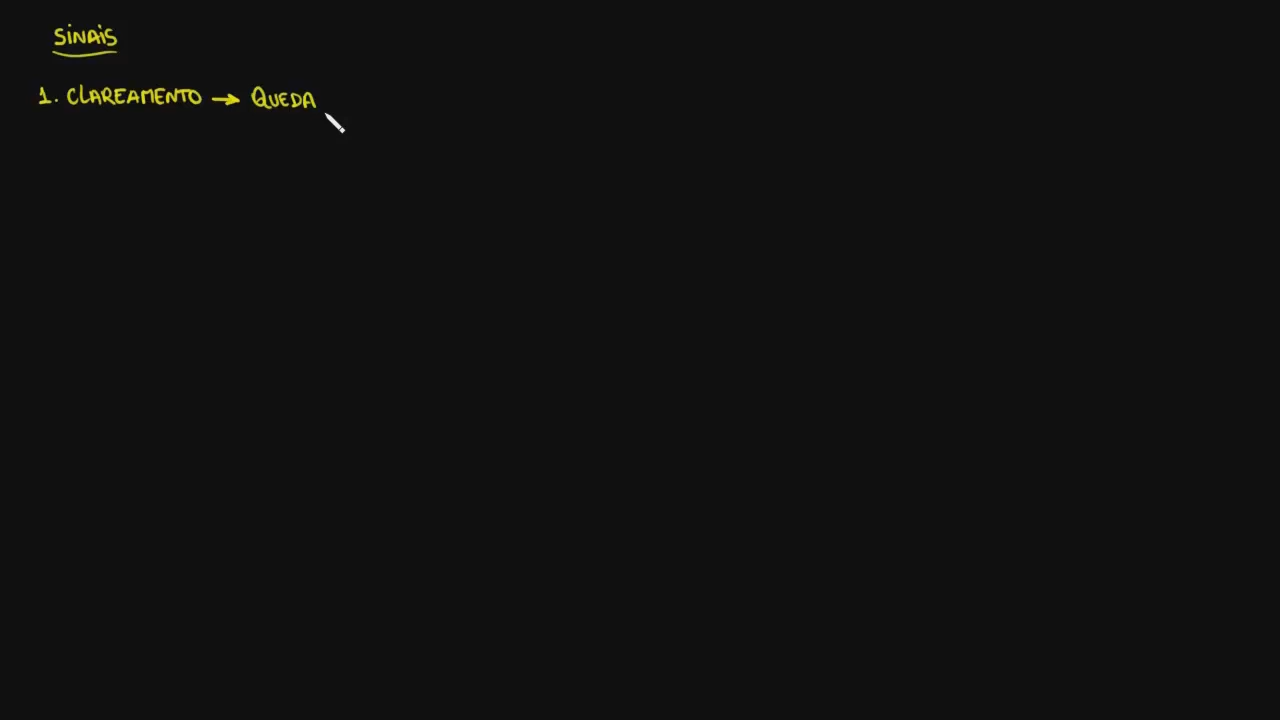 SiNAiS
1. CLAREAMENTO → QUEDA